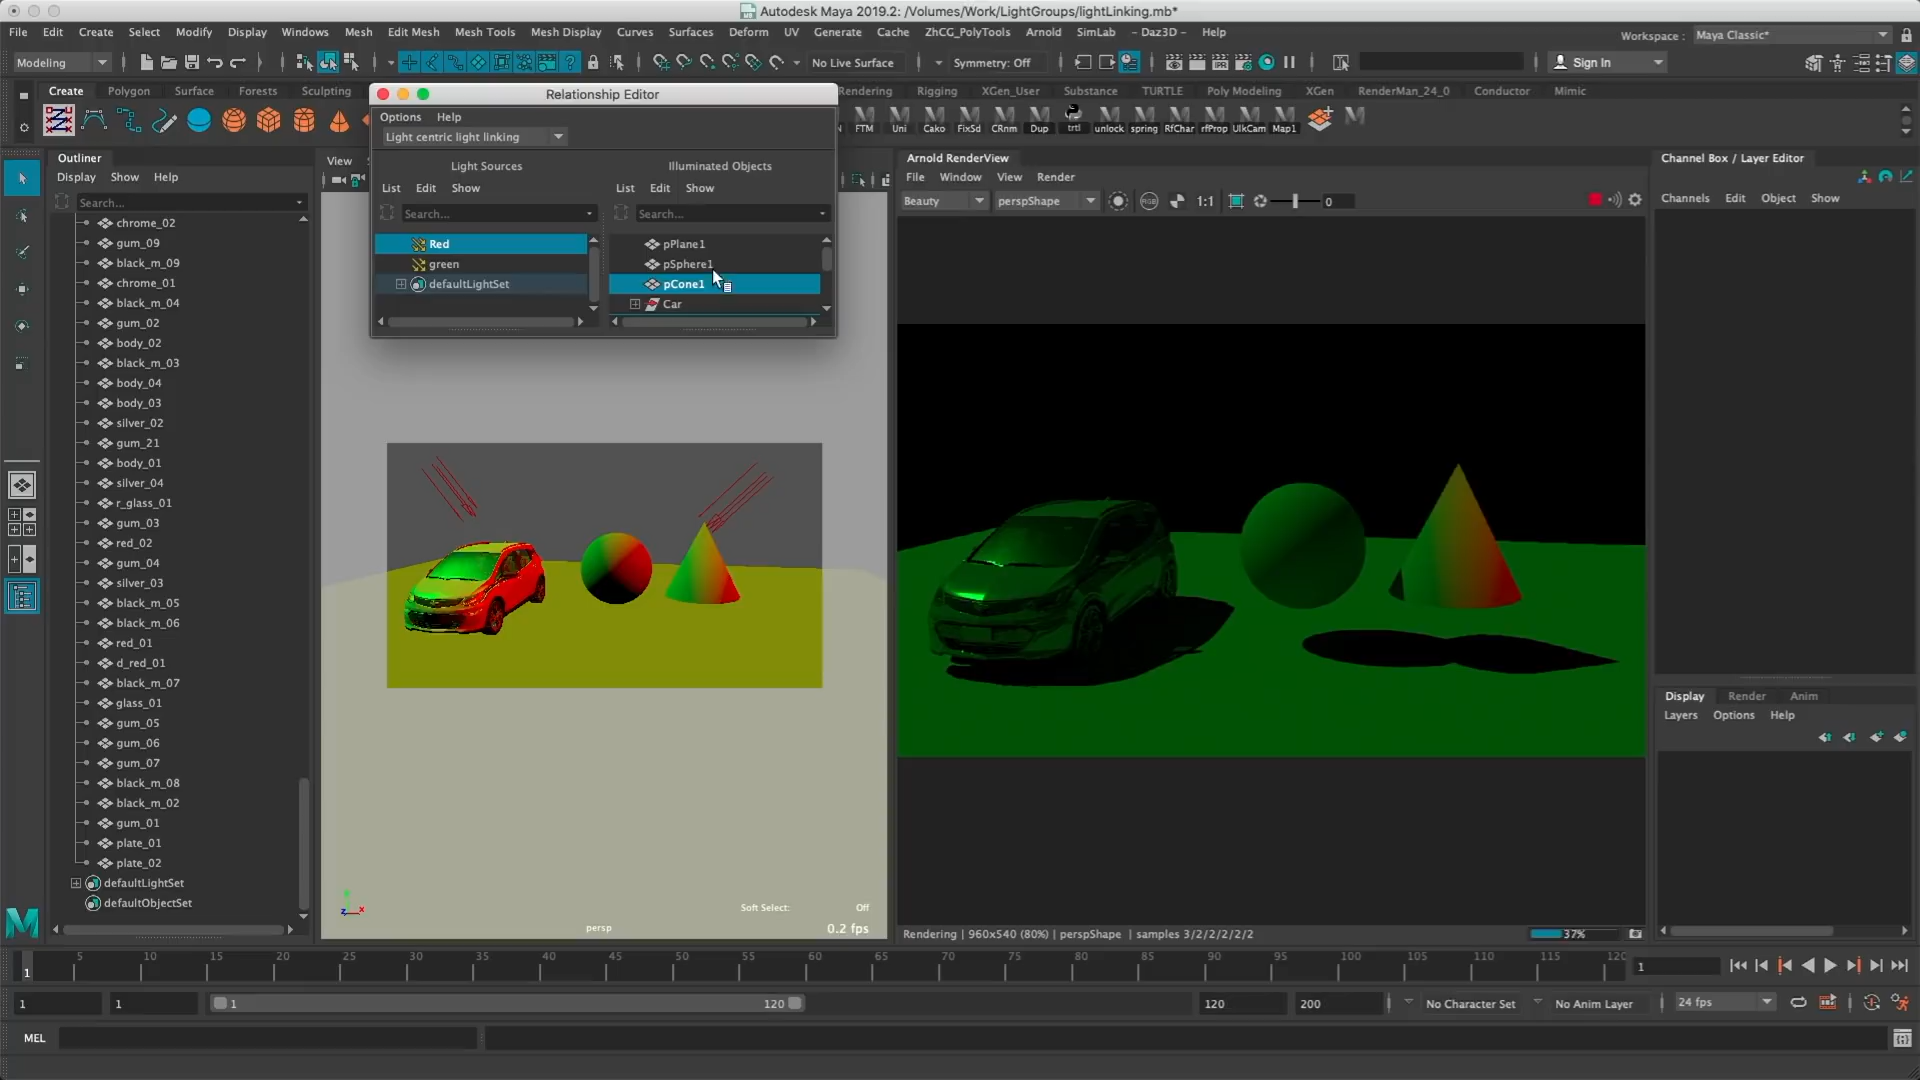 Autodesk Maya 2019.2: /Volumes/Work/LightGroups/lightLinking.mb*
File Edit Create Select Modify Display Windows Mesh Edit Mesh Mesh Tools Mesh Display Curves Surfaces Deform UV Generate Cache ZhCG_PolyTools Arnold SimLab - Daz3D - Help
Workspace : Maya Classic*
Modeling No Live Surface Symmetry: Off Sign In
Create Polygon Surface Forests Sculpting Rendering Rigging XGen_User Substance TURTLE Poly Modeling XGen RenderMan_24_0 Conductor Mimic
FTM Uni Cako Fix5d CRnm Dup trtl unlock spring RfChar rfProp UlkCam Map1
Relationship Editor
Options Help
Light centric light linking
Light Sources Illuminated Objects
List Edit Show List Edit Show
Search... Search...
Red pPlane1
green pSphere1
defaultLightSet pCone1
Car
Outliner
Display Show Help
Search...
chrome_02
gum_09
black_m_09
chrome_01
black_m_04
gum_02
body_02
black_m_03
body_04
body_03
silver_02
gum_21
body_01
silver_04
r_glass_01
gum_03
red_02
gum_04
silver_03
black_m_05
black_m_06
red_01
d_red_01
black_m_07
glass_01
gum_05
gum_06
gum_07
black_m_08
black_m_02
gum_01
plate_01
plate_02
defaultLightSet
defaultObjectSet
View
Soft Select: Off
persp 0.2 fps
Arnold RenderView
File Window View Render
Beauty perspShape RGB 1:1 0
Rendering | 960x540 (80%) | perspShape | samples 3/2/2/2/2/2
37%
Channel Box / Layer Editor
Channels Edit Object Show
Display Render Anim
Layers Options Help
1 5 10 15 20 25 30 35 40 45 50 55 60 65 70 75 80 85 90 95 100 105 110 115 120
1
1 1 1 120 120 200 No Character Set No Anim Layer 24 fps
MEL